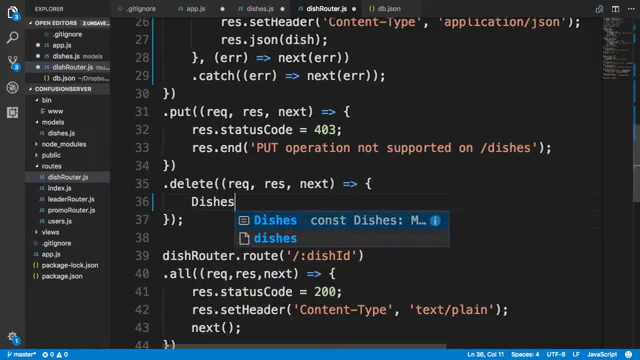 EXPLORER
OPEN EDITORS 3 UNSAVED
.gitignore
app.js
dishes.js models
dishRouter.js rou...
db.json ~/Dropbo...
CONFUSIONSERVER
bin
www
models
dishes.js
node_modules
public
routes
dishRouter.js
index.js
leaderRouter.js
promoRouter.js
users.js
views
.gitignore
app.js
package-lock.json
package.json
.gitignore
app.js
dishes.js
dishRouter.js
db.json
26 res.setHeader('Content-Type', 'application/json');
27 res.json(dish);
28 }, (err) => next(err))
29 .catch((err) => next(err));
30 })
31 .put((req, res, next) => {
32 res.statusCode = 403;
33 res.end('PUT operation not supported on /dishes');
34 })
35 .delete((req, res, next) => {
36 Dishes
Dishes const Dishes: M...
dishes
37 });
38
39 dishRouter.route('/:dishId')
40 .all((req,res,next) => {
41 res.statusCode = 200;
42 res.setHeader('Content-Type', 'text/plain');
43 next();
44 })
master*
0
0
Ln 36, Col 11
Spaces: 4
UTF-8
LF
JavaScript